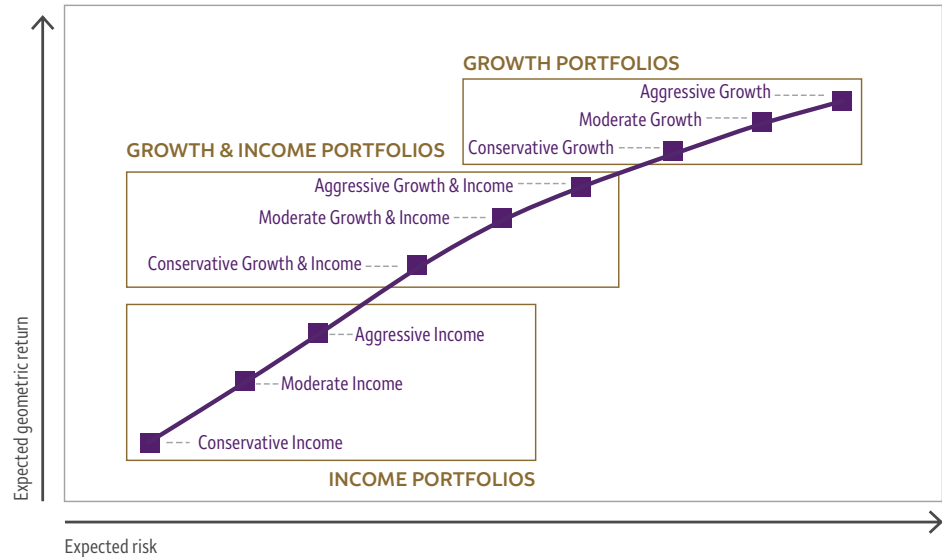 GROWTH PORTFOLIOS
Aggressive Growth
Moderate Growth
Conservative Growth
GROWTH & INCOME PORTFOLIOS
Aggressive Growth & Income
Moderate Growth & Income
Conservative Growth & Income
Aggressive Income
Moderate Income
Conservative Income
INCOME PORTFOLIOS
Expected geometric return
Expected risk